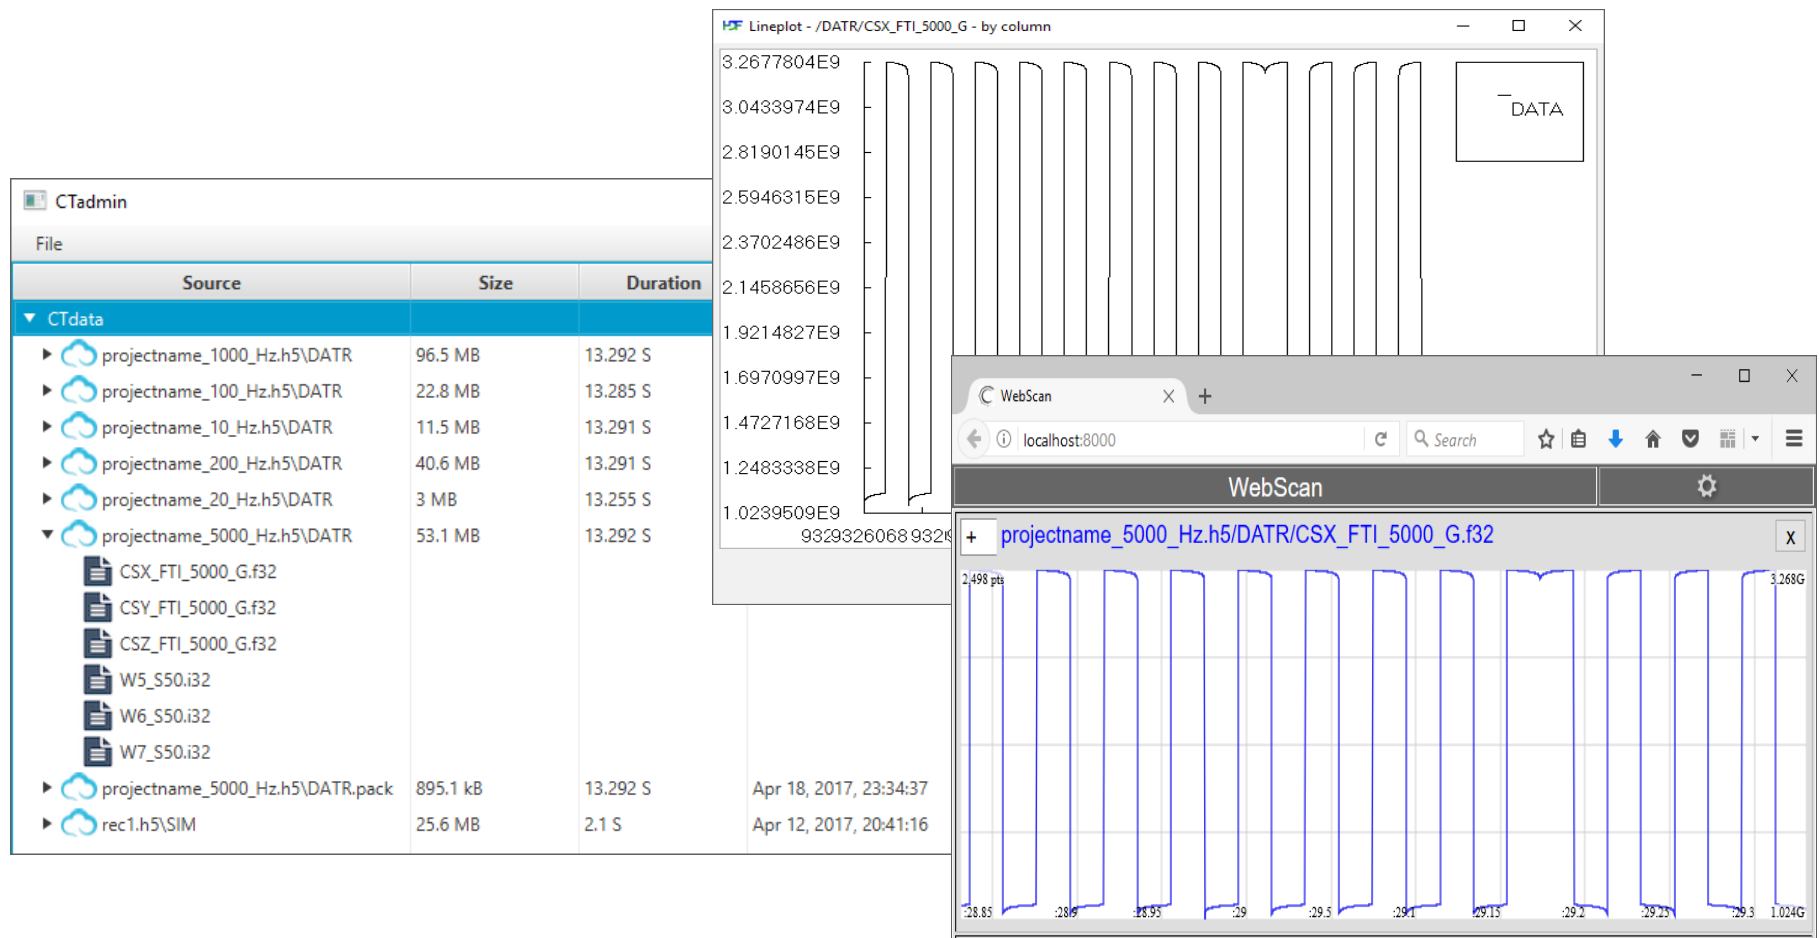 HDF Lineplot - /DATR/CSX_FTI_5000_G - by column
3.2677804E9
3.0433974E9
2.8190145E9
2.5946315E9
2.3702486E9
2.1458656E9
1.9214827E9
1.6970997E9
1.4727168E9
1.2483338E9
1.0239509E9
DATA
9329326068
CTadmin
File
Source Size Duration
CTdata
projectname_1000_Hz.h5\DATR 96.5 MB 13.292 S
projectname_100_Hz.h5\DATR 22.8 MB 13.285 S
projectname_10_Hz.h5\DATR 11.5 MB 13.291 S
projectname_200_Hz.h5\DATR 40.6 MB 13.291 S
projectname_20_Hz.h5\DATR 3 MB 13.255 S
projectname_5000_Hz.h5\DATR 53.1 MB 13.292 S
CSX_FTI_5000_G.f32
CSY_FTI_5000_G.f32
CSZ_FTI_5000_G.f32
W5_S50.i32
W6_S50.i32
W7_S50.i32
projectname_5000_Hz.h5\DATR.pack 895.1 kB 13.292 S Apr 18, 2017, 23:34:37
rec1.h5\SIM 25.6 MB 2.1 S Apr 12, 2017, 20:41:16
WebScan
localhost:8000 Search
WebScan
+ projectname_5000_Hz.h5/DATR/CSX_FTI_5000_G.f32 X
2,498 pts 3.268G
:28.85 :28.9 :28.95 :29 :29.5 :29.1 :29.15 :29.2 :29.25 :29.3 1.024G